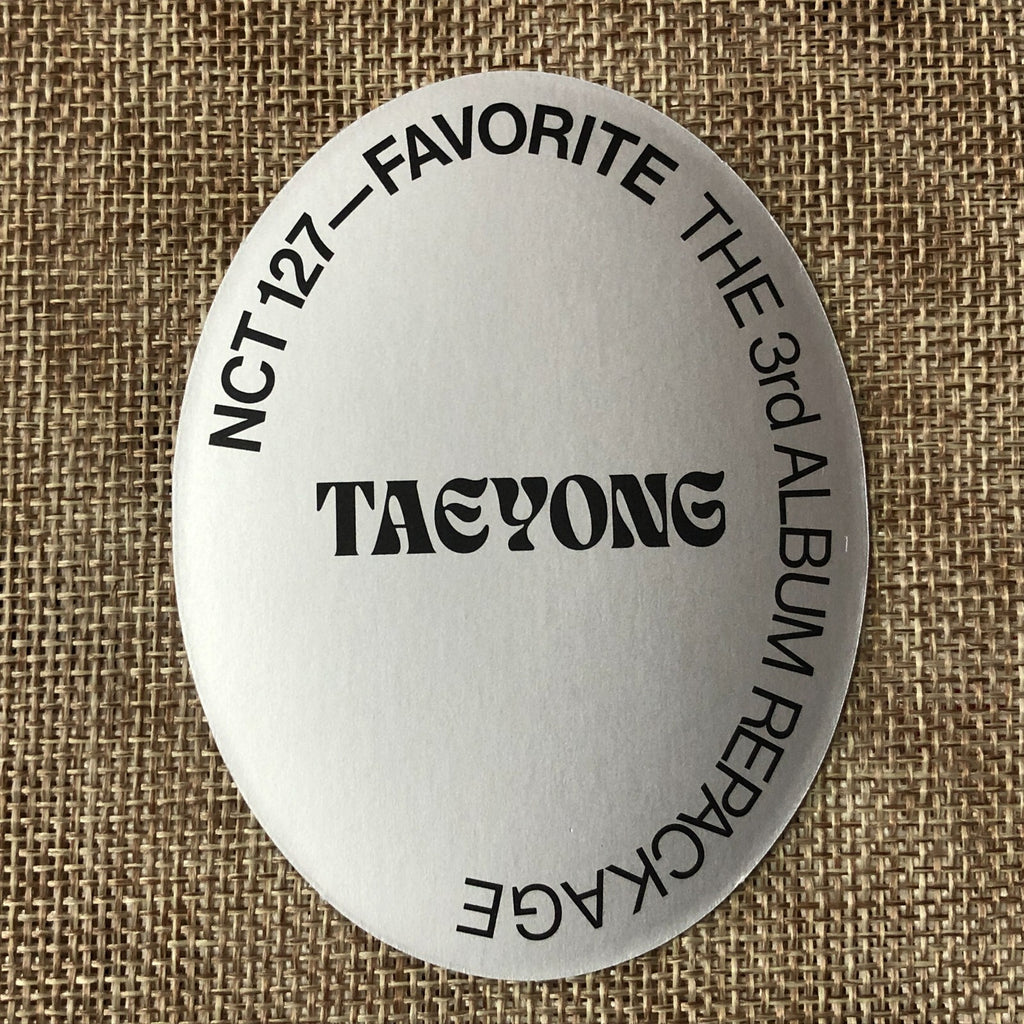 NCT 127—FAVORITE THE 3rd ALBUM REPACKAGE
TAEYONG